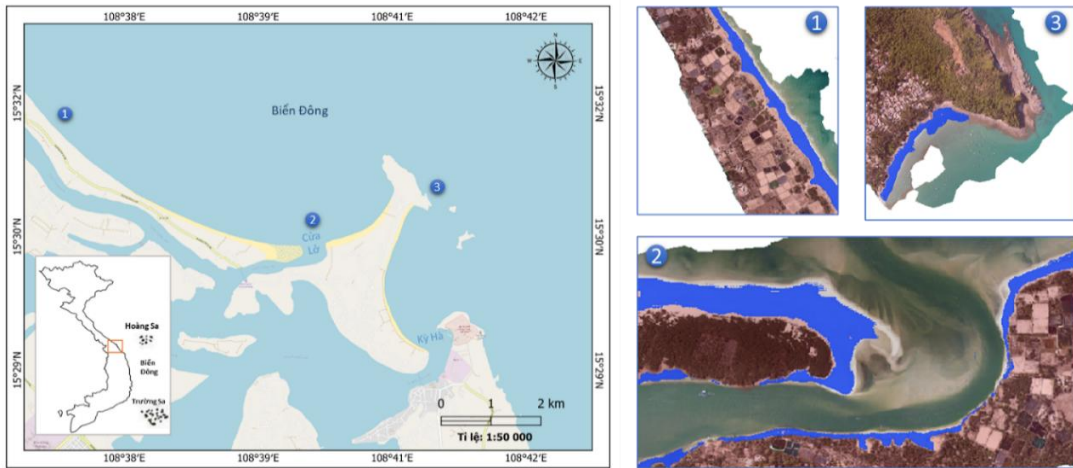 108°38'E 108°39'E 108°41'E 108°42'E
15°32'N
15°30'N
15°29'N
15°32'N
15°30'N
15°29'N
N
W E
S
Biển Đông
1
2
3
Cửa
Lở
Kỳ Hà
Hoàng Sa
Biển
Đông
Trường Sa
0 1 2 km
Tỉ lệ: 1:50 000
108°38'E 108°39'E 108°41'E 108°42'E
1
3
2